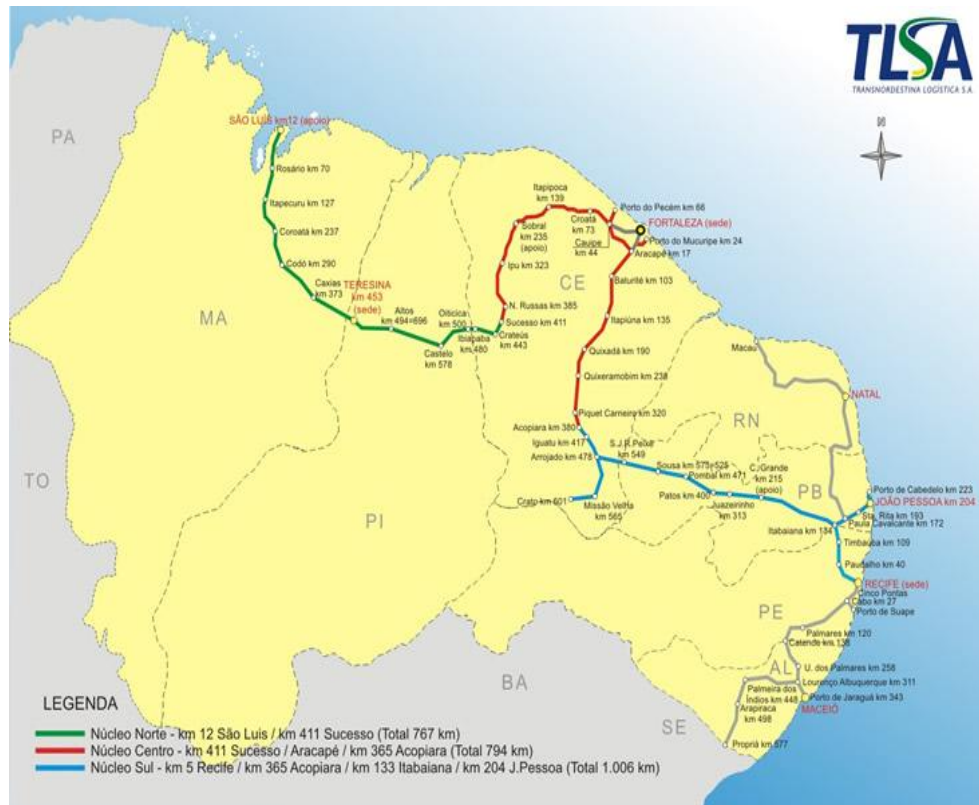 TLSA
TRANSNORDESTINA LOGÍSTICA S.A.
N
PA
SÃO LUÍS km12 (apoio)
Rosário km 70
Itapecuru km 127
Coroatá km 237
Codó km 290
Caxias
km 373
TERESINA
km 453
(sede)
MA
Altos
km 494=696
Oiticica
km 500
Castelo
km 578
Ibiapaba
km 480
Crateús
km 443
Sucesso km 411
N. Russas km 385
Ipu km 323
Sobral
km 235
(apoio)
Itapipoca
km 139
Croatá
km 73
Cauipe
km 44
Porto do Pecém km 66
FORTALEZA (sede)
Porto do Mucuripe km 24
Aracapé km 17
CE
Baturité km 103
Itapiúna km 135
Quixadá km 190
Quixeramobim km 238
Piquet Carneiro km 320
Acopiara km 380
Iguatu km 417
Arrojado km 478
S.J.R.Peixe
km 549
Crato km 601
Missão Velha
km 565
Sousa km 575=525
Pombal km 471
Patos km 400
Juazeirinho
km 313
C. Grande
km 215
(apoio)
Macau
NATAL
RN
PB
Porto de Cabedelo km 223
JOÃO PESSOA km 204
Sta. Rita km 193
Paula Cavalcante km 172
Itabaiana km 134
Timbaúba km 109
Paudalho km 40
RECIFE (sede)
Cinco Pontas
Cabo km 27
Porto de Suape
PE
Palmares km 120
Catende km 138
AL
U. dos Palmares km 258
Lourenço Albuquerque km 311
Palmeira dos
Índios km 448
Porto de Jaraguá km 343
MACEIÓ
Arapiraca
km 498
Propriá km 577
SE
BA
TO
PI
LEGENDA
Núcleo Norte - km 12 São Luis / km 411 Sucesso (Total 767 km)
Núcleo Centro - km 411 Sucesso / Aracapé / km 365 Acopiara (Total 794 km)
Núcleo Sul - km 5 Recife / km 365 Acopiara / km 133 Itabaiana / km 204 J.Pessoa (Total 1.006 km)